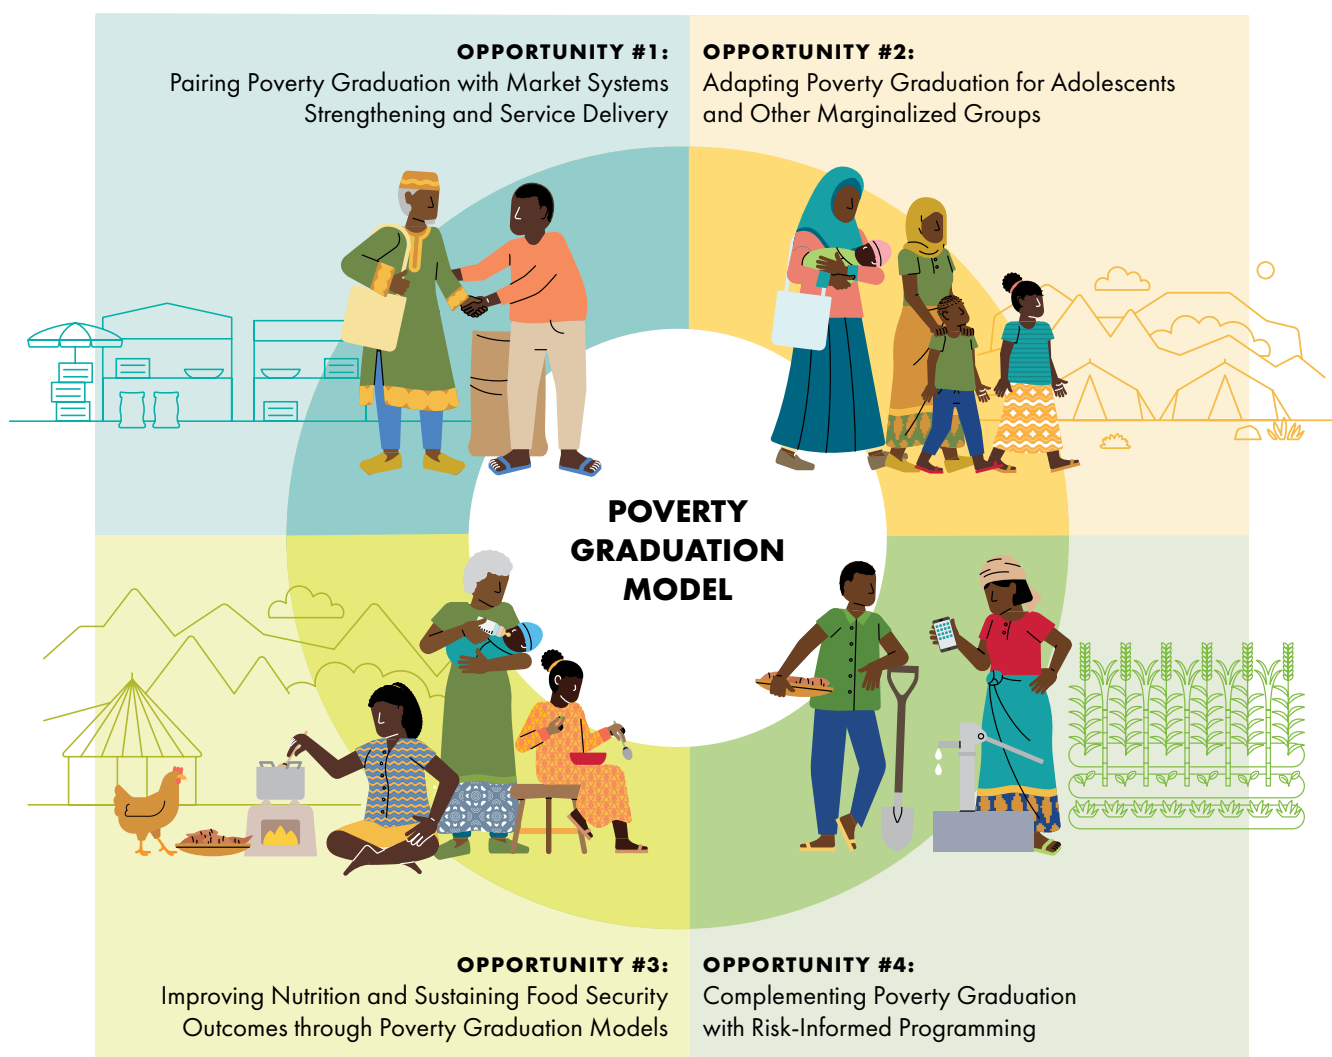 OPPORTUNITY #1:
Pairing Poverty Graduation with Market Systems
Strengthening and Service Delivery
OPPORTUNITY #2:
Adapting Poverty Graduation for Adolescents
and Other Marginalized Groups
POVERTY
GRADUATION
MODEL
OPPORTUNITY #3:
Improving Nutrition and Sustaining Food Security
Outcomes through Poverty Graduation Models
OPPORTUNITY #4:
Complementing Poverty Graduation
with Risk-Informed Programming